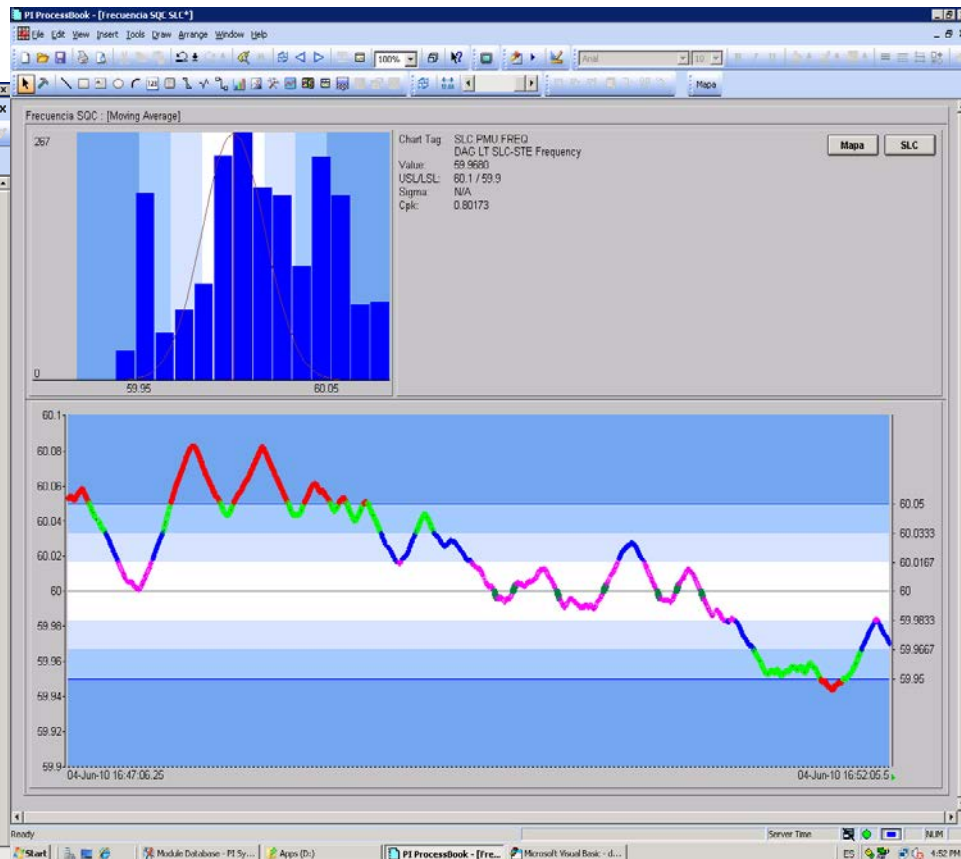 PI ProcessBook - [Frecuencia SQC SLC*]
File Edit View Insert Tools Draw Arrange Window Help
100% Arial 10
Mapa
Frecuencia SQC : [Moving Average]
267
0
59.95 60.05
Chart Tag: SLC.PMU.FREQ
DAG LT SLC-STE Frequency
Value: 59.9680
USL/LSL: 60.1 / 59.9
Sigma: N/A
Cpk: 0.80173
Mapa SLC
60.1
60.08
60.06
60.04
60.02
60
59.98
59.96
59.94
59.92
59.9
60.05
60.0333
60.0167
60
59.9833
59.9667
59.95
04-Jun-10 16:47:06.25 04-Jun-10 16:52:05.5
Ready Server Time NUM
Start Module Database - PI Sy... Apps (D:) PI ProcessBook - [Fre... Microsoft Visual Basic - d... ES 4:52 PM